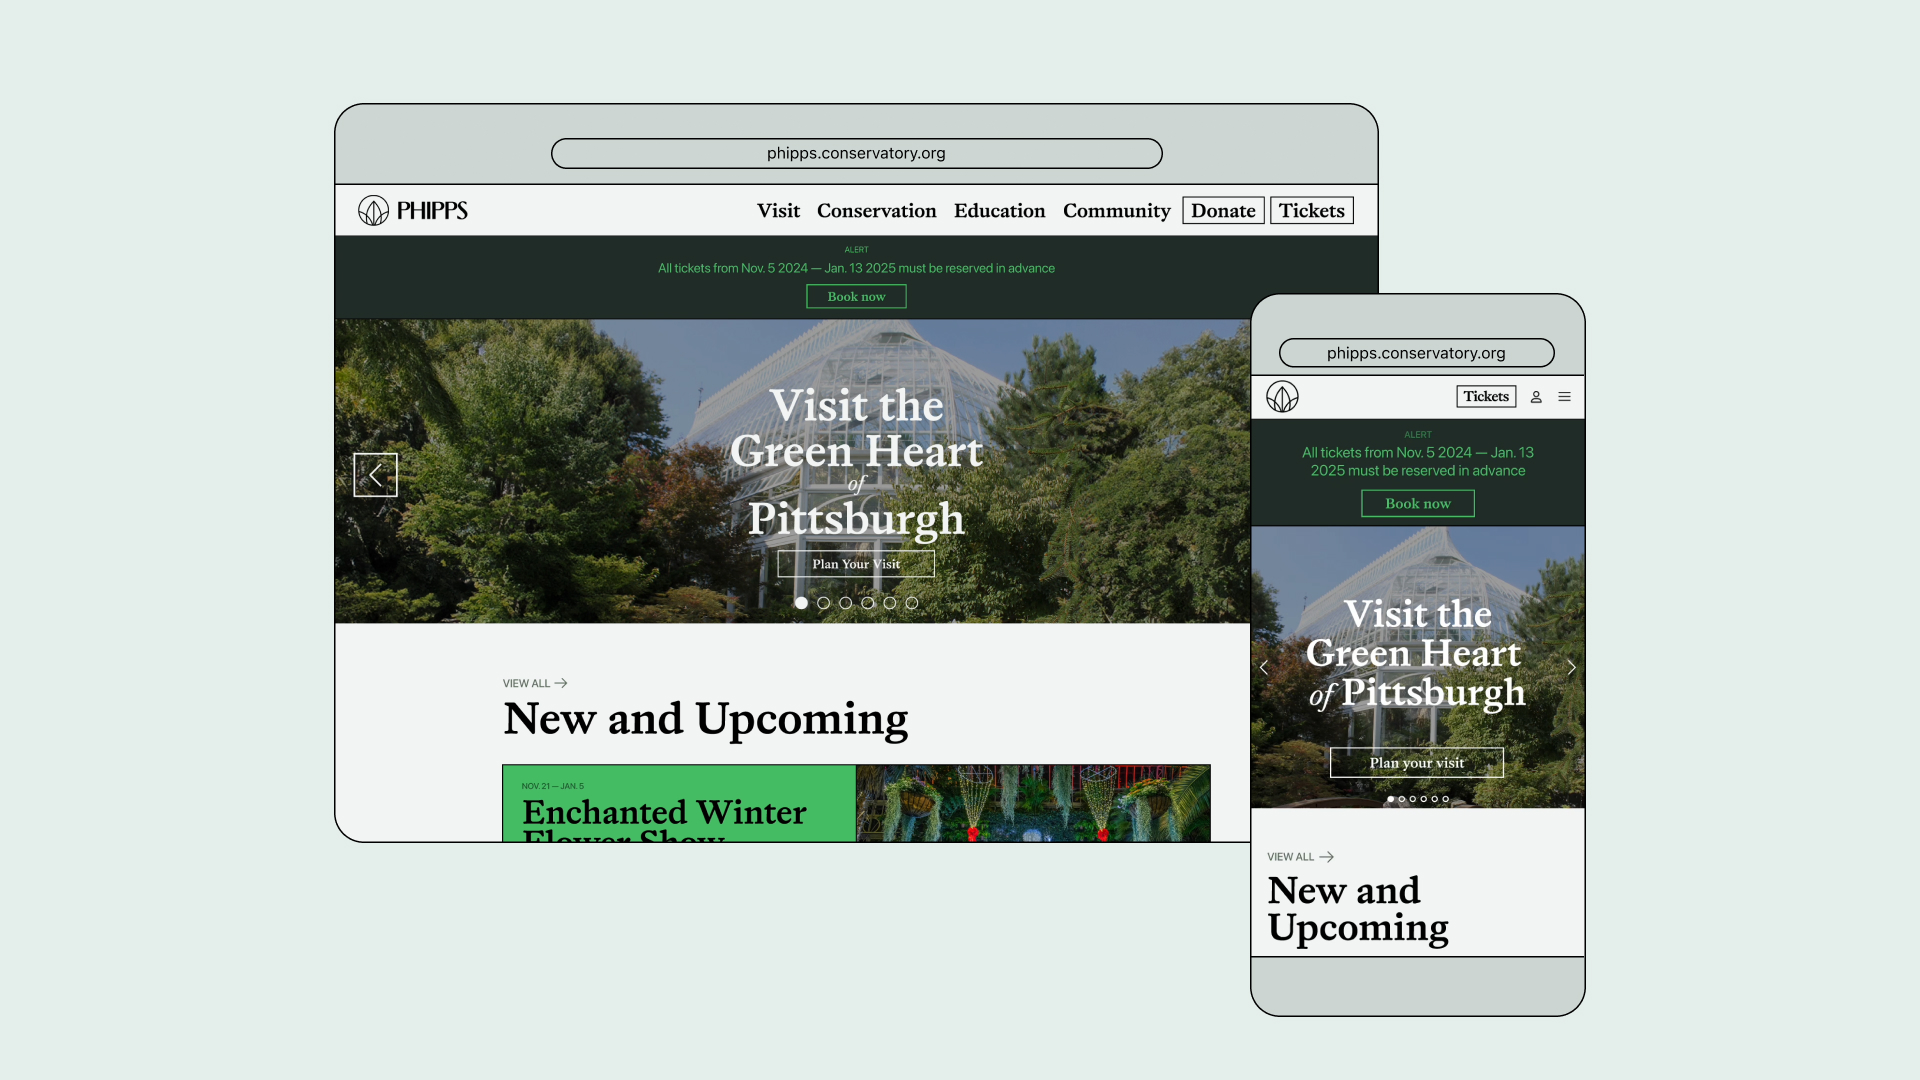 phipps.conservatory.org
PHIPPS
Visit Conservation Education Community Donate Tickets
ALERT
All tickets from Nov. 5 2024 — Jan. 13 2025 must be reserved in advance
Book now
Visit the
Green Heart
of
Pittsburgh
Plan Your Visit
VIEW ALL
New and Upcoming
NOV. 21 — JAN. 5
Enchanted Winter
Flower Show
phipps.conservatory.org
Tickets
ALERT
All tickets from Nov. 5 2024 — Jan. 13
2025 must be reserved in advance
Book now
Visit the
Green Heart
of Pittsburgh
Plan your visit
VIEW ALL
New and
Upcoming